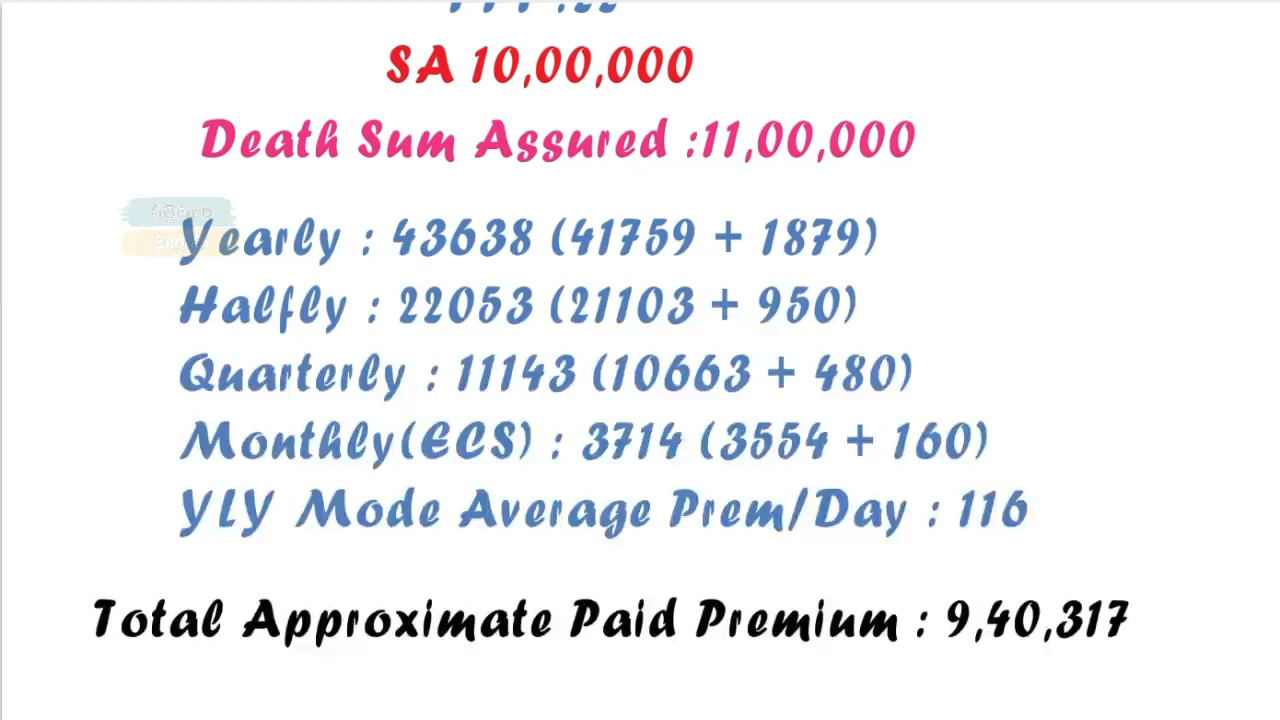 SA 10,00,000
Death Sum Assured :11,00,000
Yearly : 43638 (41759 + 1879)
Halfly : 22053 (21103 + 950)
Quarterly : 11143 (10663 + 480)
Monthly(ECS) : 3714 (3554 + 160)
YLY Mode Average Prem/Day : 116
Total Approximate Paid Premium : 9,40,317